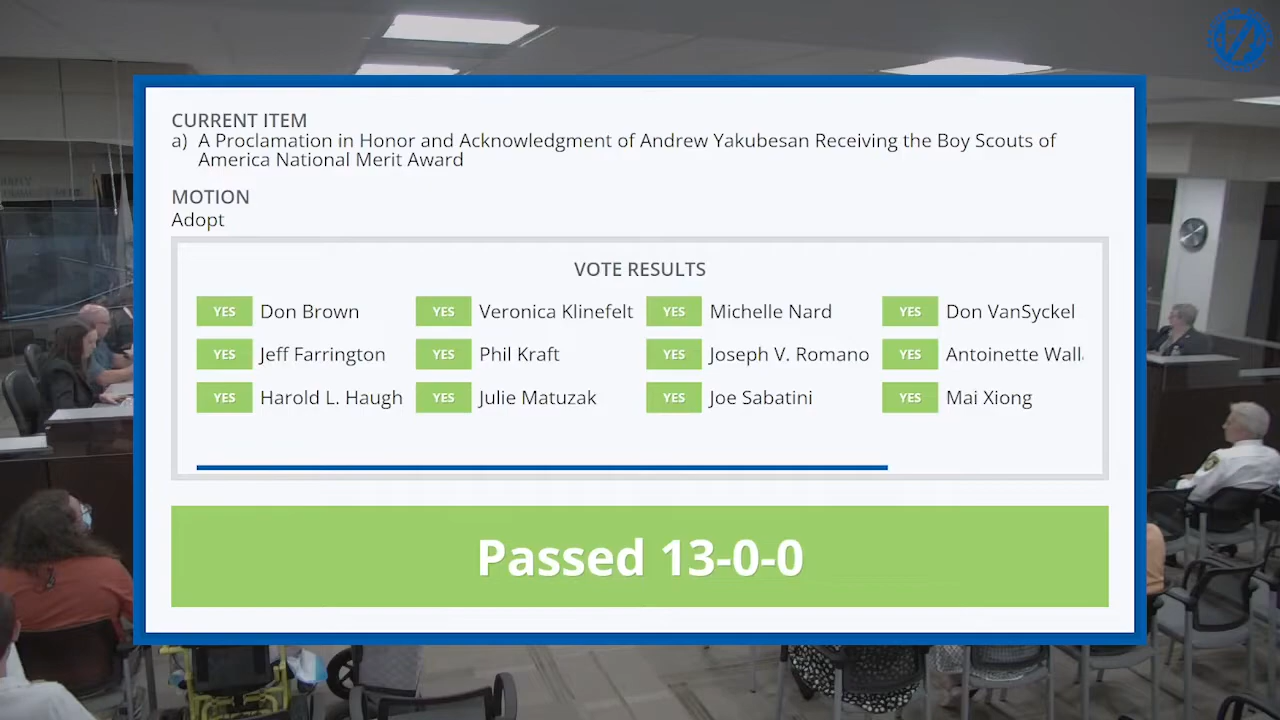 CURRENT ITEM
a) A Proclamation in Honor and Acknowledgment of Andrew Yakubesan Receiving the Boy Scouts of
America National Merit Award
MOTION
Adopt
VOTE RESULTS
YES Don Brown YES Veronica Klinefelt YES Michelle Nard YES Don VanSyckel
YES Jeff Farrington YES Phil Kraft YES Joseph V. Romano YES Antoinette Wall
YES Harold L. Haugh YES Julie Matuzak YES Joe Sabatini YES Mai Xiong
Passed 13-0-0